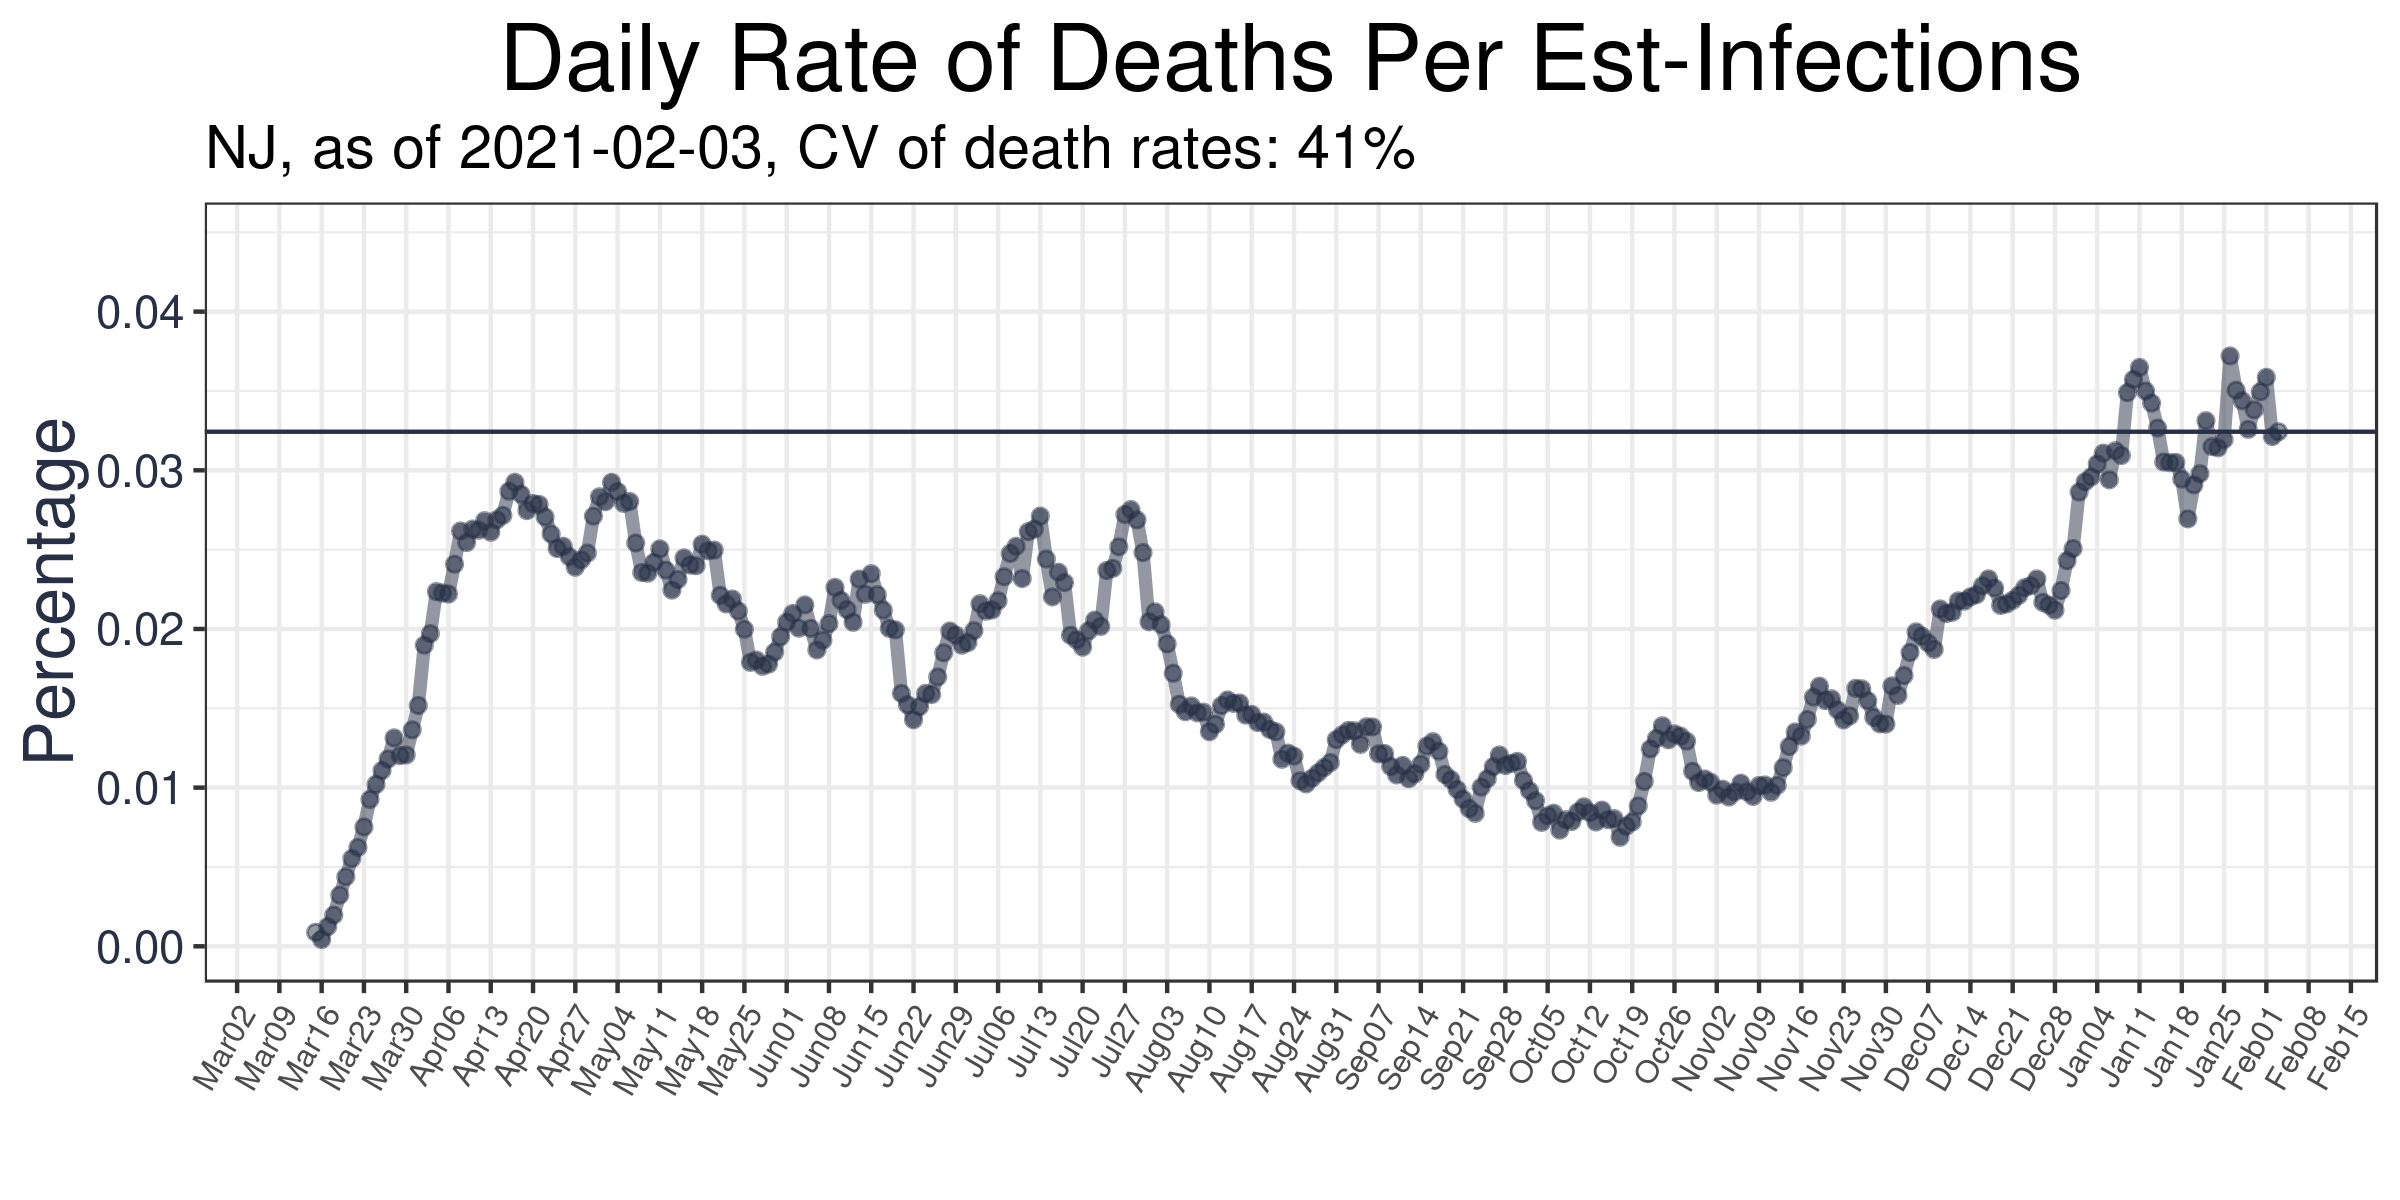 Daily Rate of Deaths Per Est-Infections
NJ, as of 2021-02-03, CV of death rates: 41%
Percentage
0.04
0.03
0.02
0.01
0.00
Mar02
Mar09
Mar16
Mar23
Mar30
Apr06
Apr13
Apr20
Apr27
May04
May11
May18
May25
Jun01
Jun08
Jun15
Jun22
Jun29
Jul06
Jul13
Jul20
Jul27
Aug03
Aug10
Aug17
Aug24
Aug31
Sep07
Sep14
Sep21
Sep28
Oct05
Oct12
Oct19
Oct26
Nov02
Nov09
Nov16
Nov23
Nov30
Dec07
Dec14
Dec21
Dec28
Jan04
Jan11
Jan18
Jan25
Feb01
Feb08
Feb15